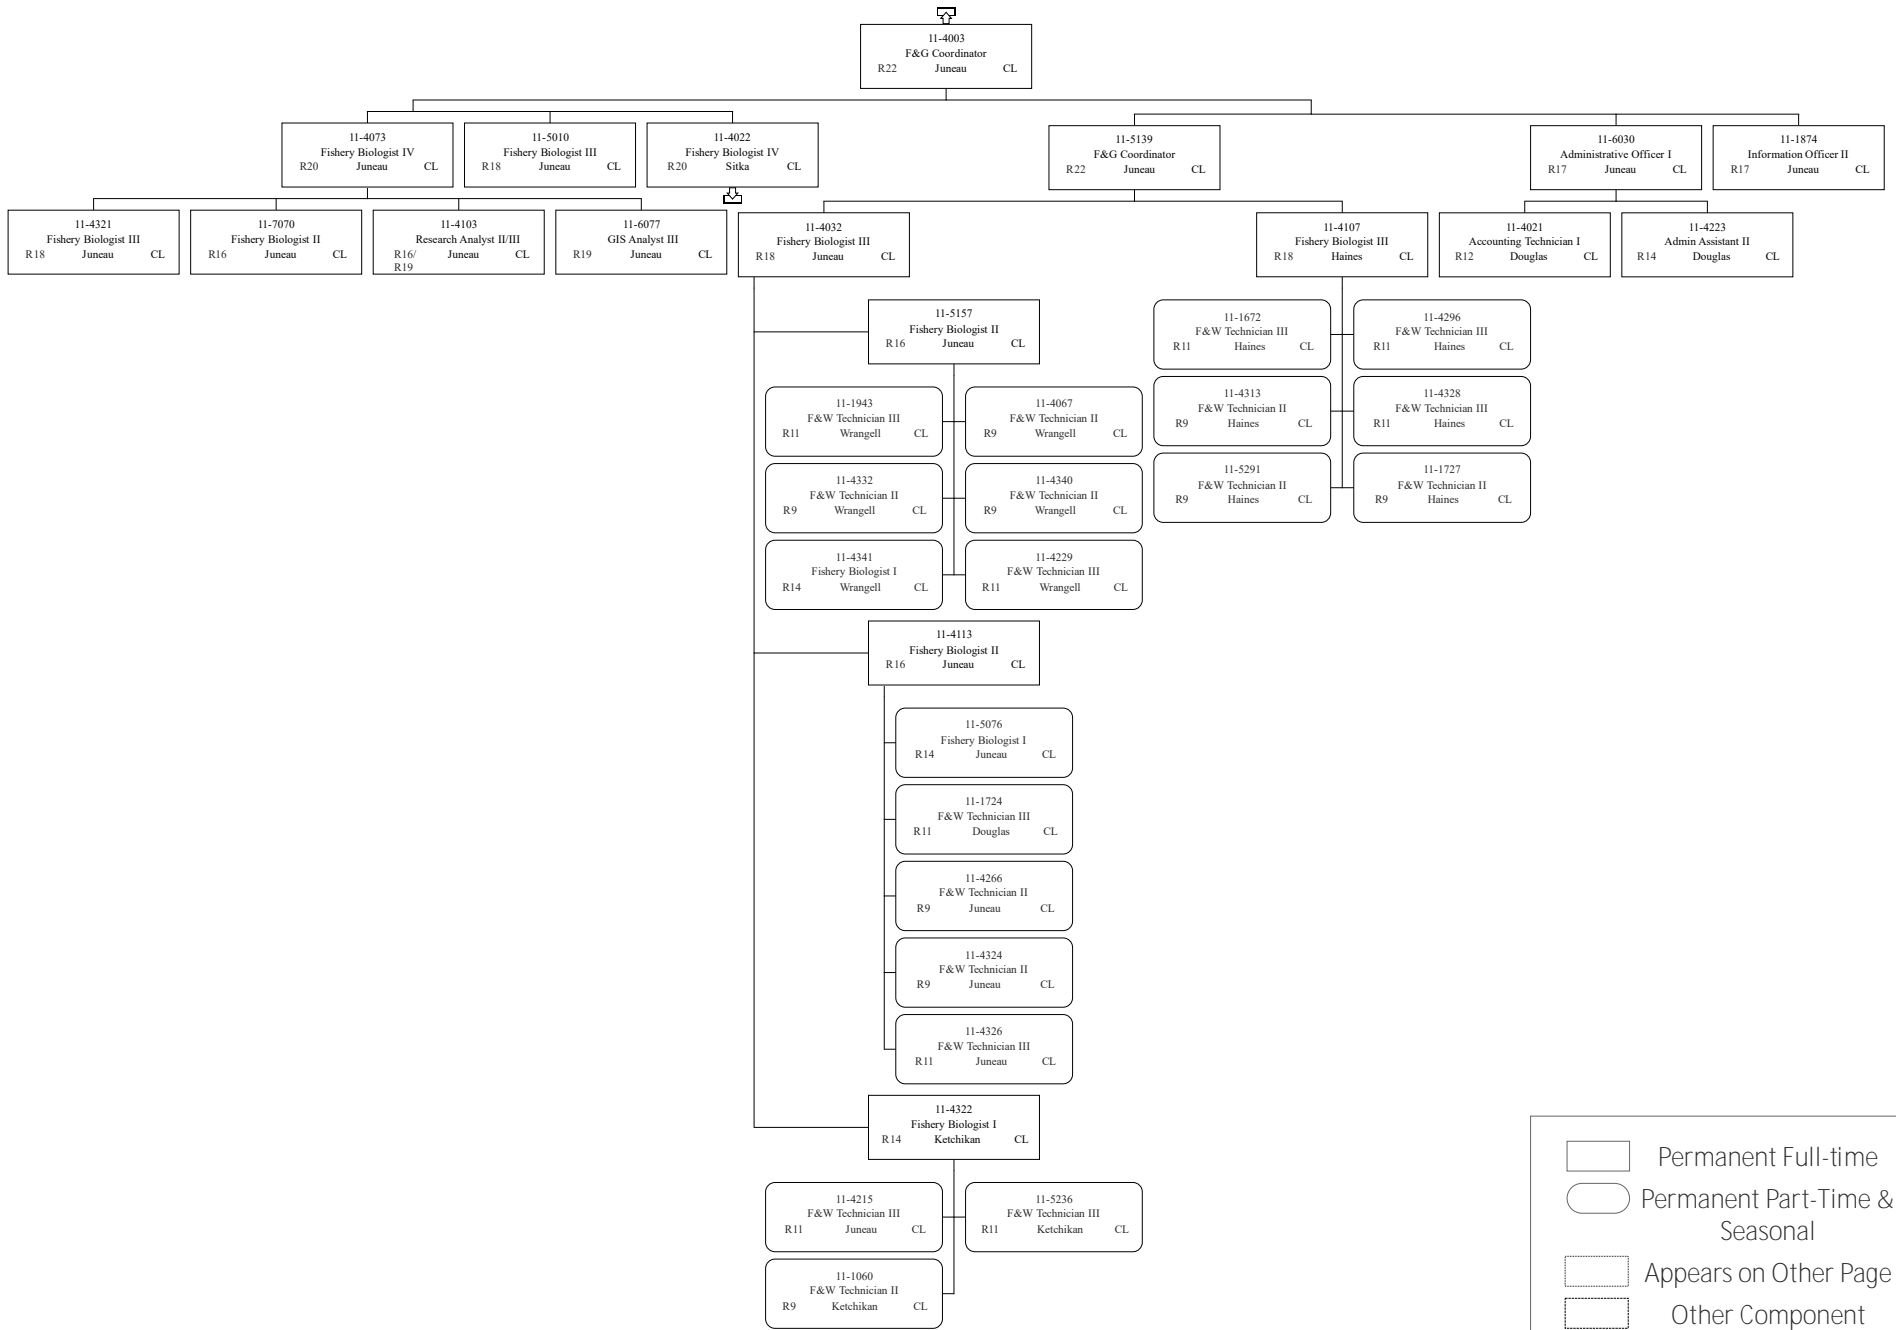 11-4003
F&G Coordinator
R22 Juneau CL
11-4073
Fishery Biologist IV
R20 Juneau CL
11-5010
Fishery Biologist III
R18 Juneau CL
11-4022
Fishery Biologist IV
R20 Sitka CL
11-5139
F&G Coordinator
R22 Juneau CL
11-6030
Administrative Officer I
R17 Juneau CL
11-1874
Information Officer II
R17 Juneau CL
11-4321
Fishery Biologist III
R18 Juneau CL
11-7070
Fishery Biologist II
R16 Juneau CL
11-4103
Research Analyst II/III
R16/ Juneau CL
R19
11-6077
GIS Analyst III
R19 Juneau CL
11-4032
Fishery Biologist III
R18 Juneau CL
11-4107
Fishery Biologist III
R18 Haines CL
11-4021
Accounting Technician I
R12 Douglas CL
11-4223
Admin Assistant II
R14 Douglas CL
11-5157
Fishery Biologist II
R16 Juneau CL
11-1672
F&W Technician III
R11 Haines CL
11-4296
F&W Technician III
R11 Haines CL
11-1943
F&W Technician III
R11 Wrangell CL
11-4067
F&W Technician II
R9 Wrangell CL
11-4313
F&W Technician II
R9 Haines CL
11-4328
F&W Technician III
R11 Haines CL
11-4332
F&W Technician II
R9 Wrangell CL
11-4340
F&W Technician II
R9 Wrangell CL
11-5291
F&W Technician II
R9 Haines CL
11-1727
F&W Technician II
R9 Haines CL
11-4341
Fishery Biologist I
R14 Wrangell CL
11-4229
F&W Technician III
R11 Wrangell CL
11-4113
Fishery Biologist II
R16 Juneau CL
11-5076
Fishery Biologist I
R14 Juneau CL
11-1724
F&W Technician III
R11 Douglas CL
11-4266
F&W Technician II
R9 Juneau CL
11-4324
F&W Technician II
R9 Juneau CL
11-4326
F&W Technician III
R11 Juneau CL
11-4322
Fishery Biologist I
R14 Ketchikan CL
11-4215
F&W Technician III
R11 Juneau CL
11-5236
F&W Technician III
R11 Ketchikan CL
11-1060
F&W Technician II
R9 Ketchikan CL
Permanent Full-time
Permanent Part-Time &
Seasonal
Appears on Other Page
Other Component